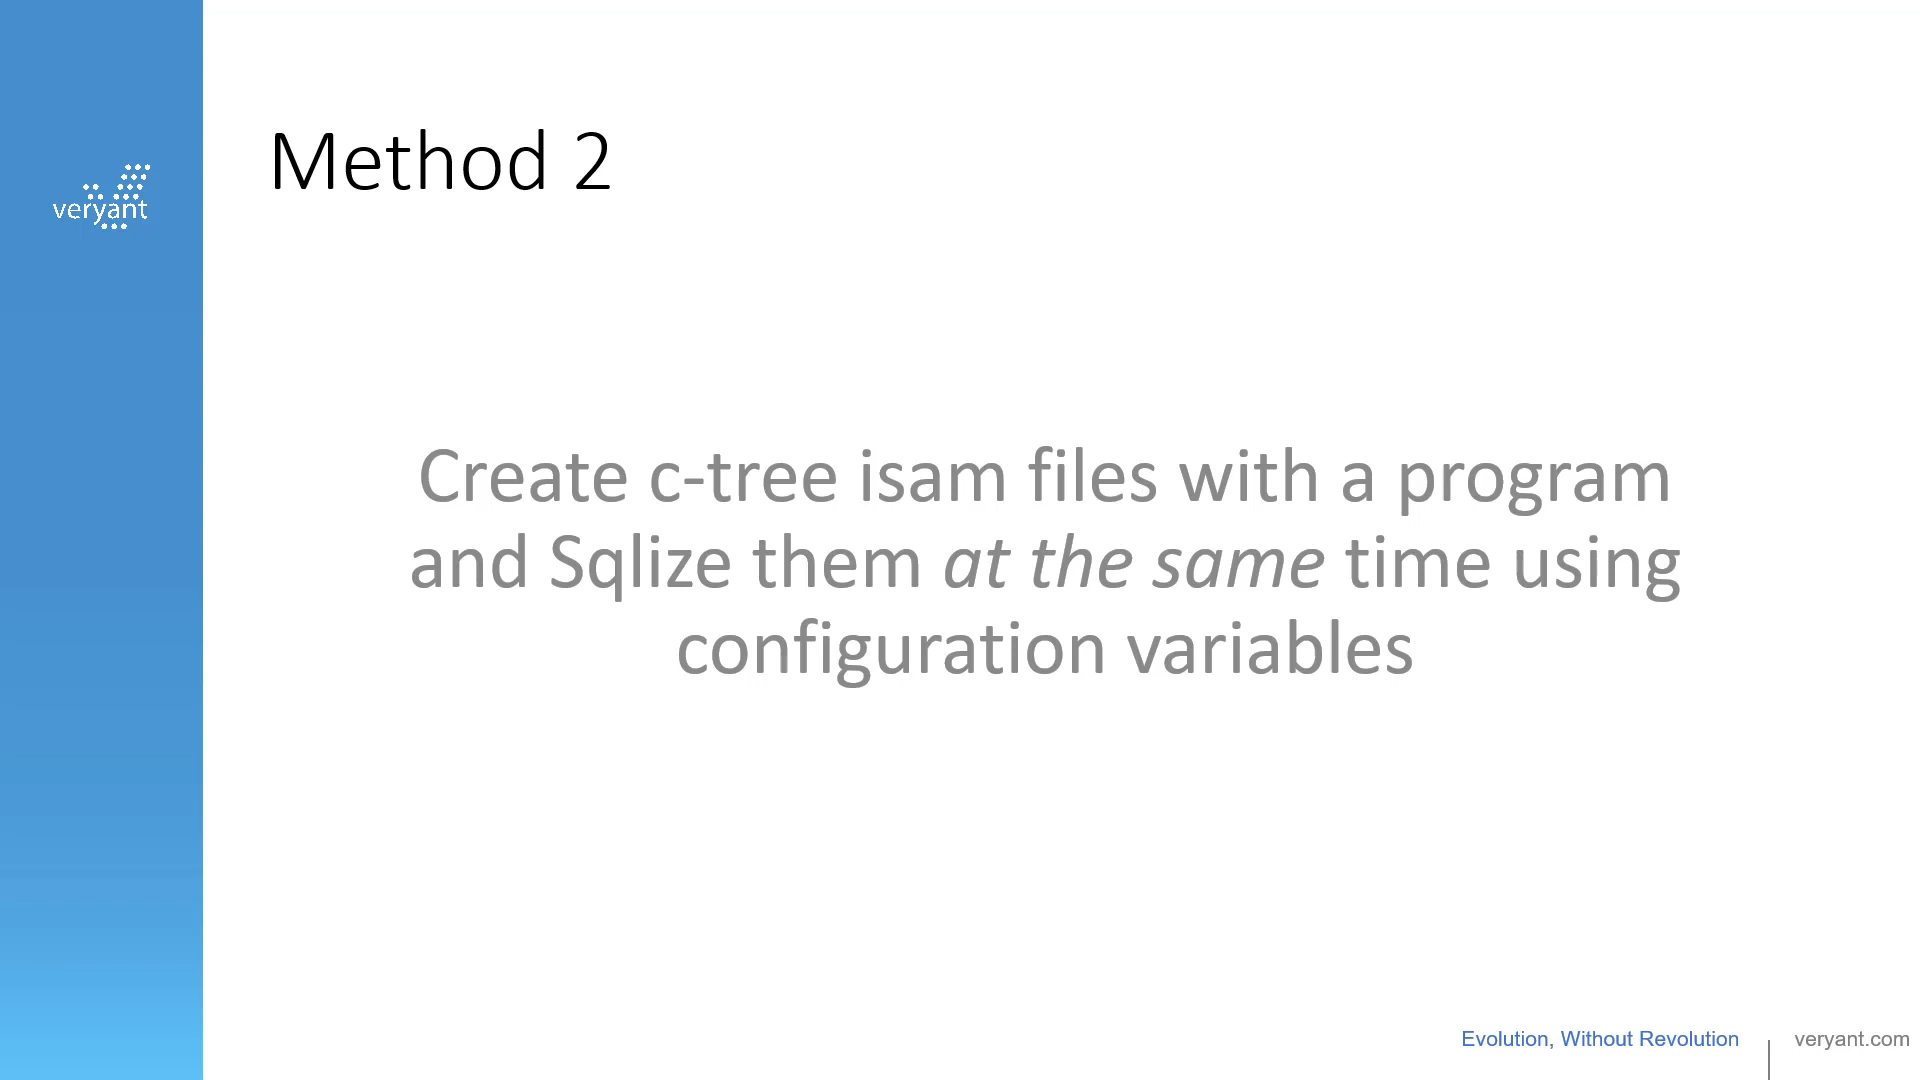 veryant
Method 2
Create c-tree isam files with a program
and Sqlize them at the same time using
configuration variables
Evolution, Without Revolution
veryant.com